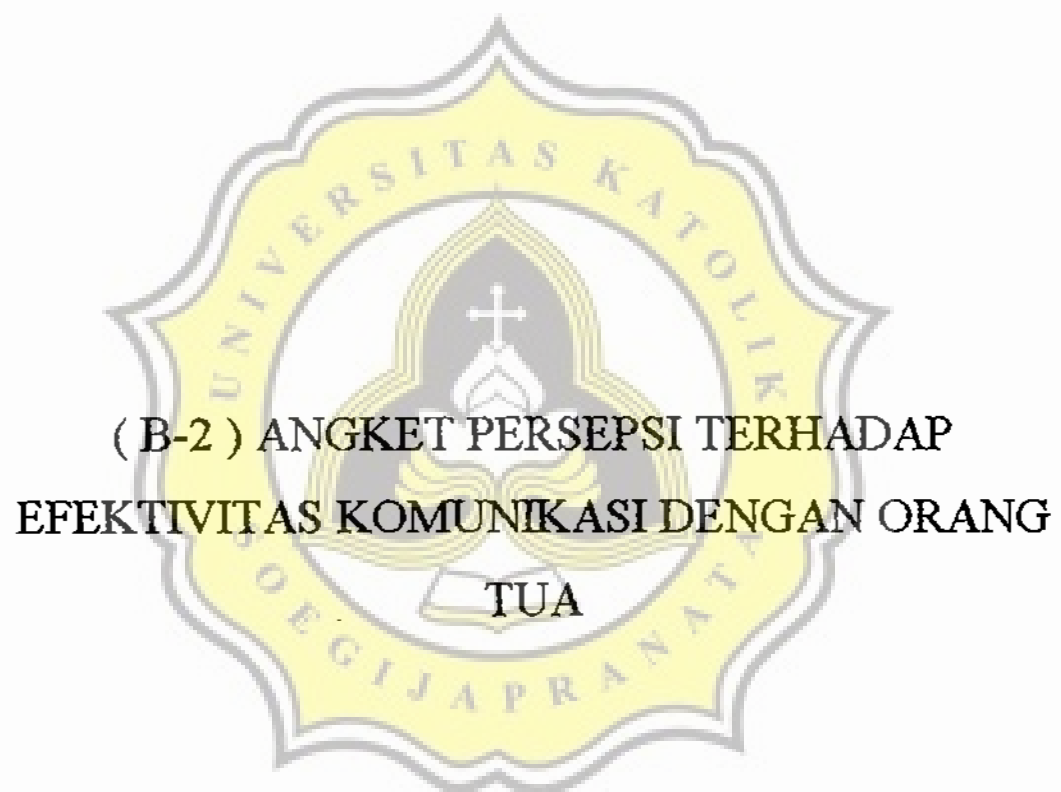 UNIVERSITAS KATOLIK
( B-2 ) ANGKET PERSEPSI TERHADAP
EFEKTIVITAS KOMUNIKASI DENGAN ORANG
TUA
SOEGIJAPRANATA